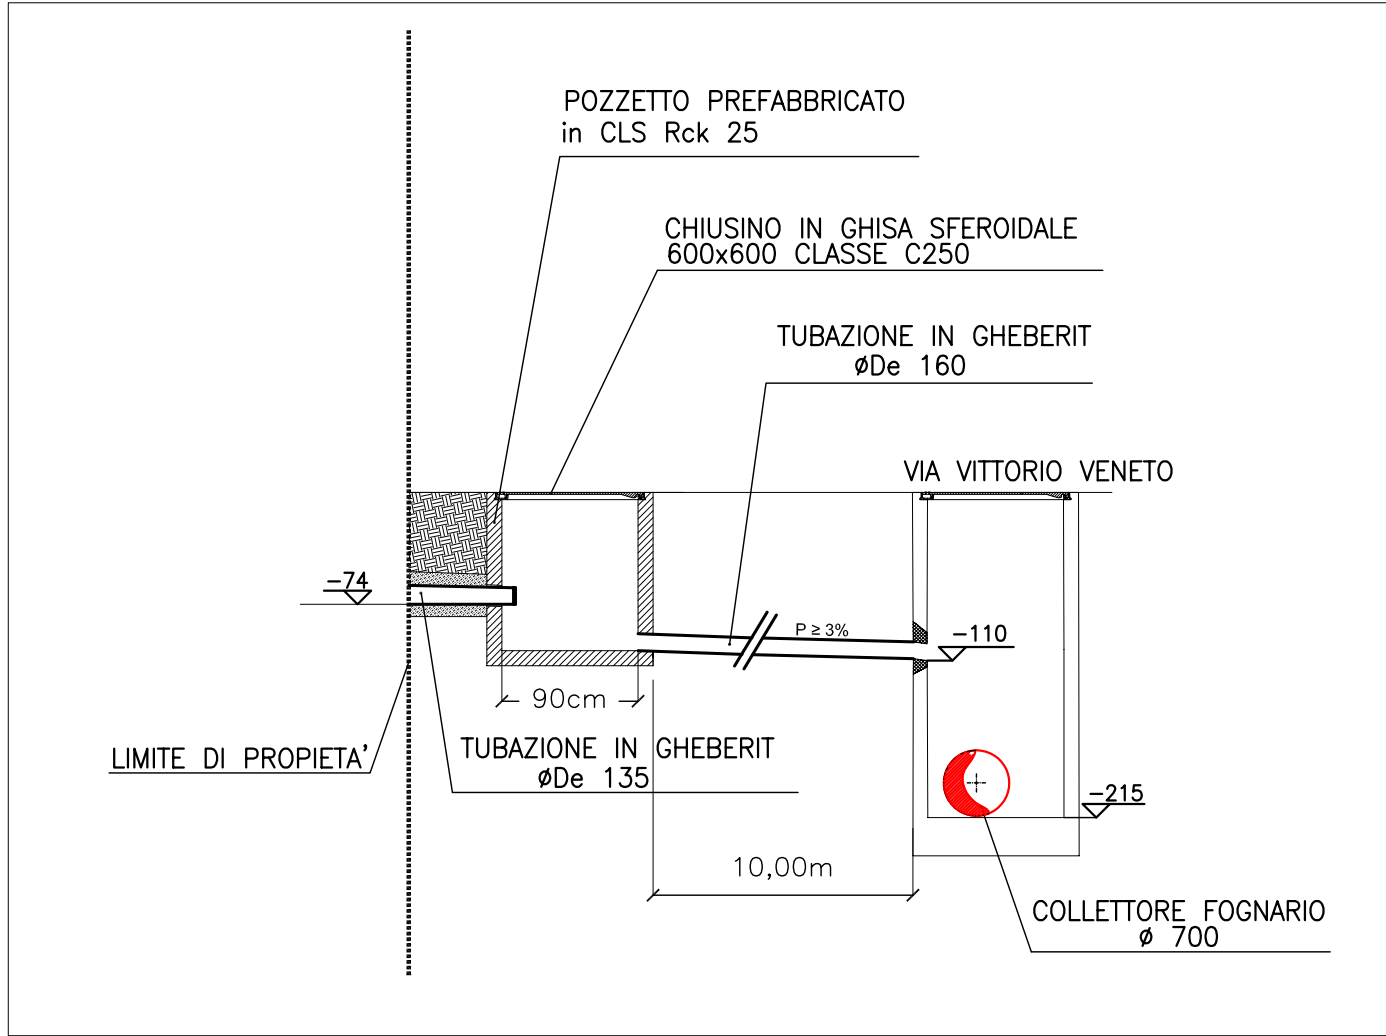 POZZETTO PREFABBRICATO
in CLS Rck 25
CHIUSINO IN GHISA SFEROIDALE
600x600 CLASSE C250
TUBAZIONE IN GHEBERIT
øDe 160
VIA VITTORIO VENETO
-74
P ≥ 3%
-110
90cm
LIMITE DI PROPIETA'
TUBAZIONE IN GHEBERIT
øDe 135
-215
10,00m
COLLETTORE FOGNARIO
ø 700